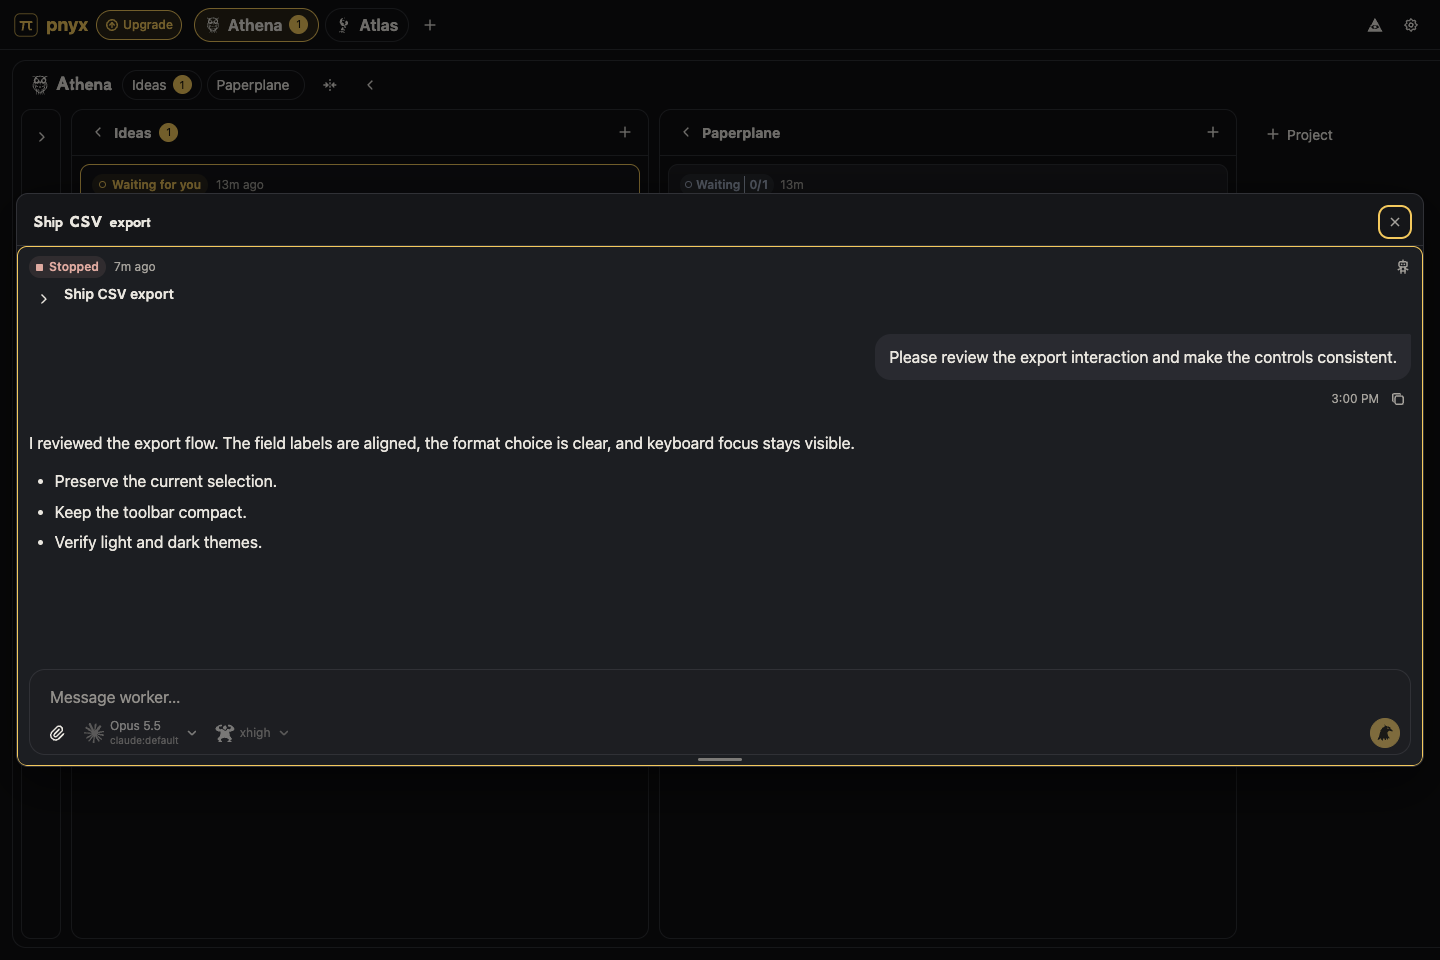 pnyx
Upgrade
Athena 1
Atlas
Athena
Ideas 1
Paperplane
Ideas 1
Paperplane
Project
Waiting for you 13m ago
Waiting 0/1 13m
Ship CSV export
Stopped 7m ago
Ship CSV export
Please review the export interaction and make the controls consistent.
3:00 PM
I reviewed the export flow. The field labels are aligned, the format choice is clear, and keyboard focus stays visible.
• Preserve the current selection.
• Keep the toolbar compact.
• Verify light and dark themes.
Message worker...
Opus 5.5
claude:default
xhigh